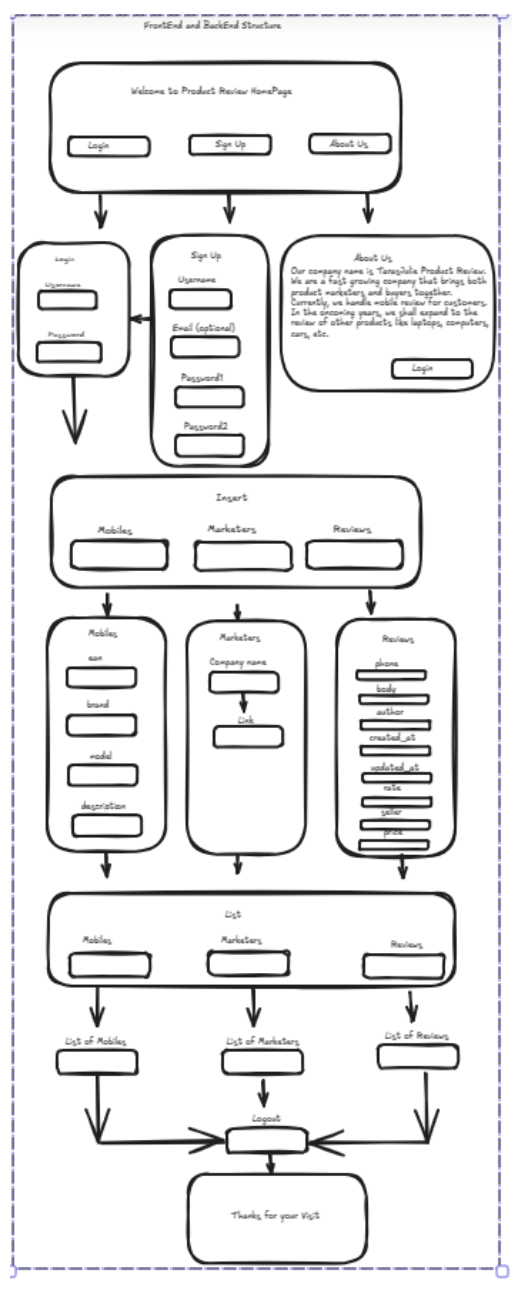 FrontEnd and BackEnd Structure
Welcome to Product Review HomePage
Login
Sign Up
About Us
Login
Username
Password
Sign Up
Username
Email (optional)
Password1
Password2
About Us
Our company name is TarasJulie Product Review.
We are a fast growing company that brings both
product marketers and buyers together.
Currently, we handle mobile review for customers.
In the oncoming years, we shall expand to the
review of other products like laptops, computers,
cars, etc.
Login
Insert
Mobiles
Marketers
Reviews
Mobiles
ean
brand
model
description
Marketers
Company name
Link
Reviews
phone
body
author
created_at
updated_at
rate
seller
price
List
Mobiles
Marketers
Reviews
List of Mobiles
List of Marketers
List of Reviews
Logout
Thanks for your Visit